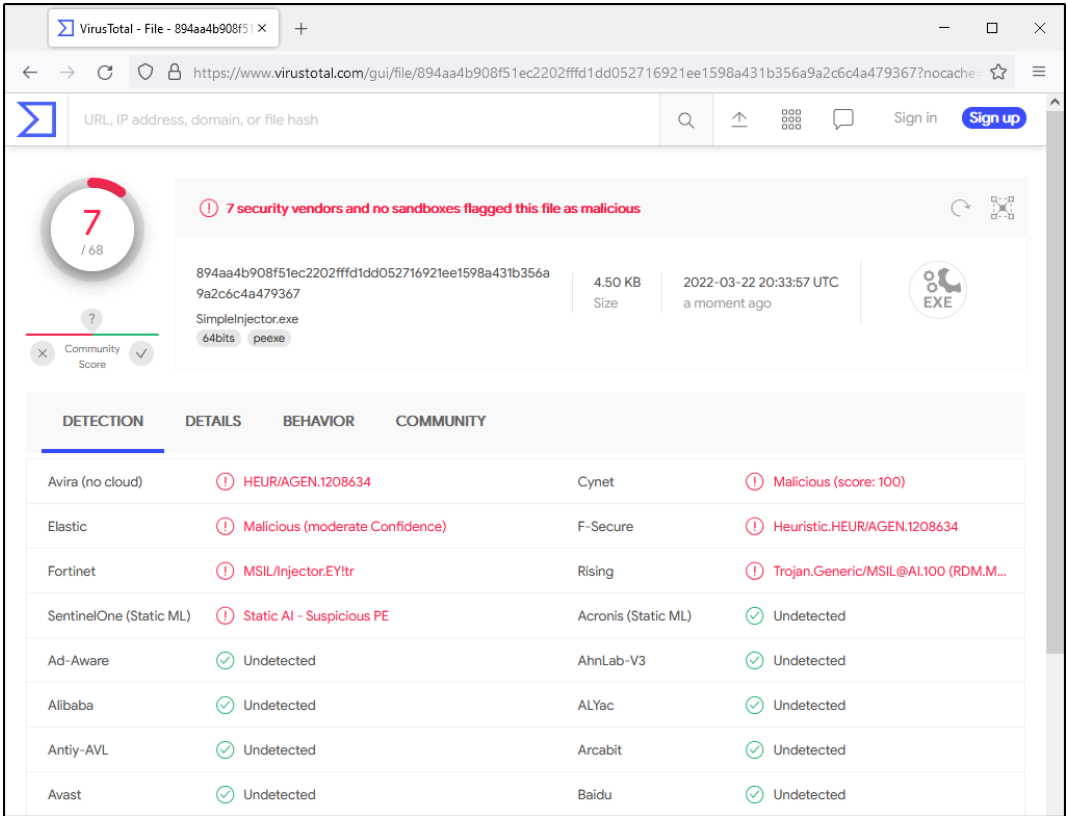 VirusTotal - File - 894aa4b908f51
https://www.virustotal.com/gui/file/894aa4b908f51ec2202fffd1dd052716921ee1598a431b356a9a2c6c4a479367?nocache=
URL, IP address, domain, or file hash
Sign in
Sign up
7
/ 68
7 security vendors and no sandboxes flagged this file as malicious
894aa4b908f51ec2202fffd1dd052716921ee1598a431b356a
9a2c6c4a479367
SimpleInjector.exe
64bits peexe
4.50 KB
Size
2022-03-22 20:33:57 UTC
a moment ago
EXE
?
Community
Score
DETECTION DETAILS BEHAVIOR COMMUNITY
Avira (no cloud) HEUR/AGEN.1208634 Cynet Malicious (score: 100)
Elastic Malicious (moderate Confidence) F-Secure Heuristic.HEUR/AGEN.1208634
Fortinet MSIL/Injector.EY!tr Rising Trojan.Generic/MSIL@AI.100 (RDM.M...
SentinelOne (Static ML) Static AI - Suspicious PE Acronis (Static ML) Undetected
Ad-Aware Undetected AhnLab-V3 Undetected
Alibaba Undetected ALYac Undetected
Antiy-AVL Undetected Arcabit Undetected
Avast Undetected Baidu Undetected